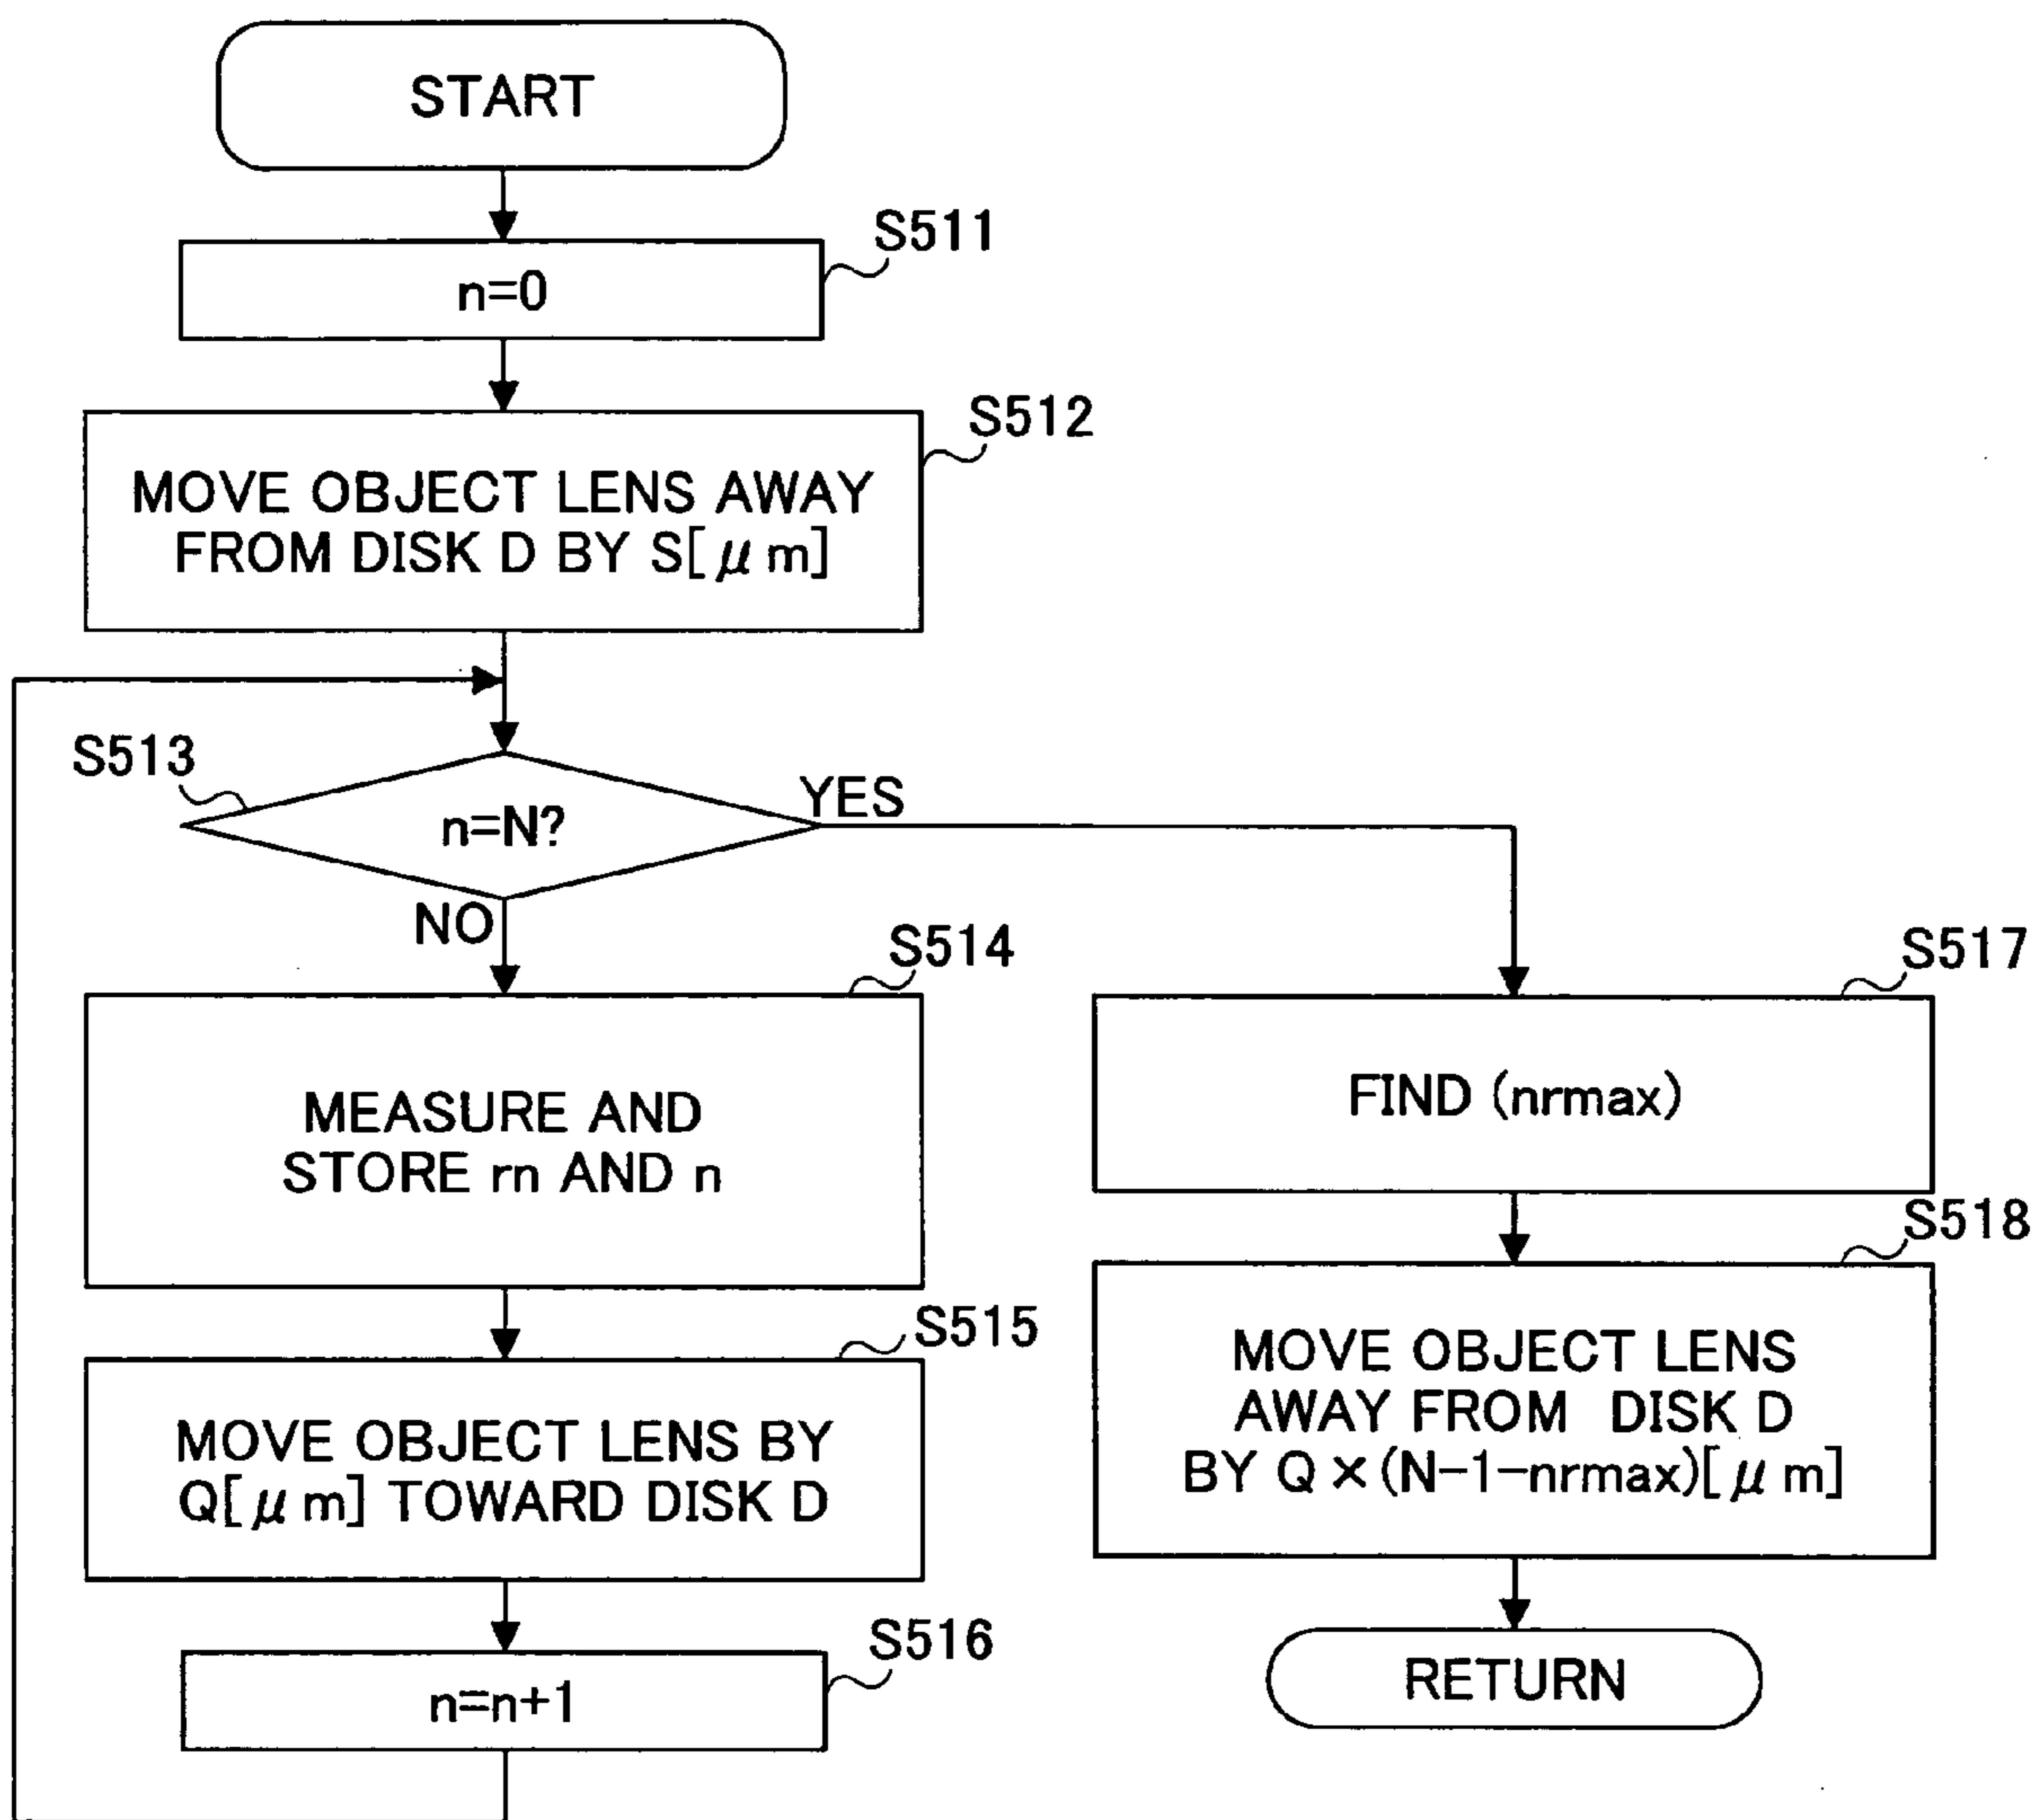 START
S511
n=0
S512
MOVE OBJECT LENS AWAY
FROM DISK D BY S[μm]
S513
n=N?
YES
NO
S514
MEASURE AND
STORE rn AND n
S515
MOVE OBJECT LENS BY
Q[μm] TOWARD DISK D
S516
n=n+1
S517
FIND (nrmax)
S518
MOVE OBJECT LENS
AWAY FROM DISK D
BY Q×(N-1-nrmax)[μm]
RETURN